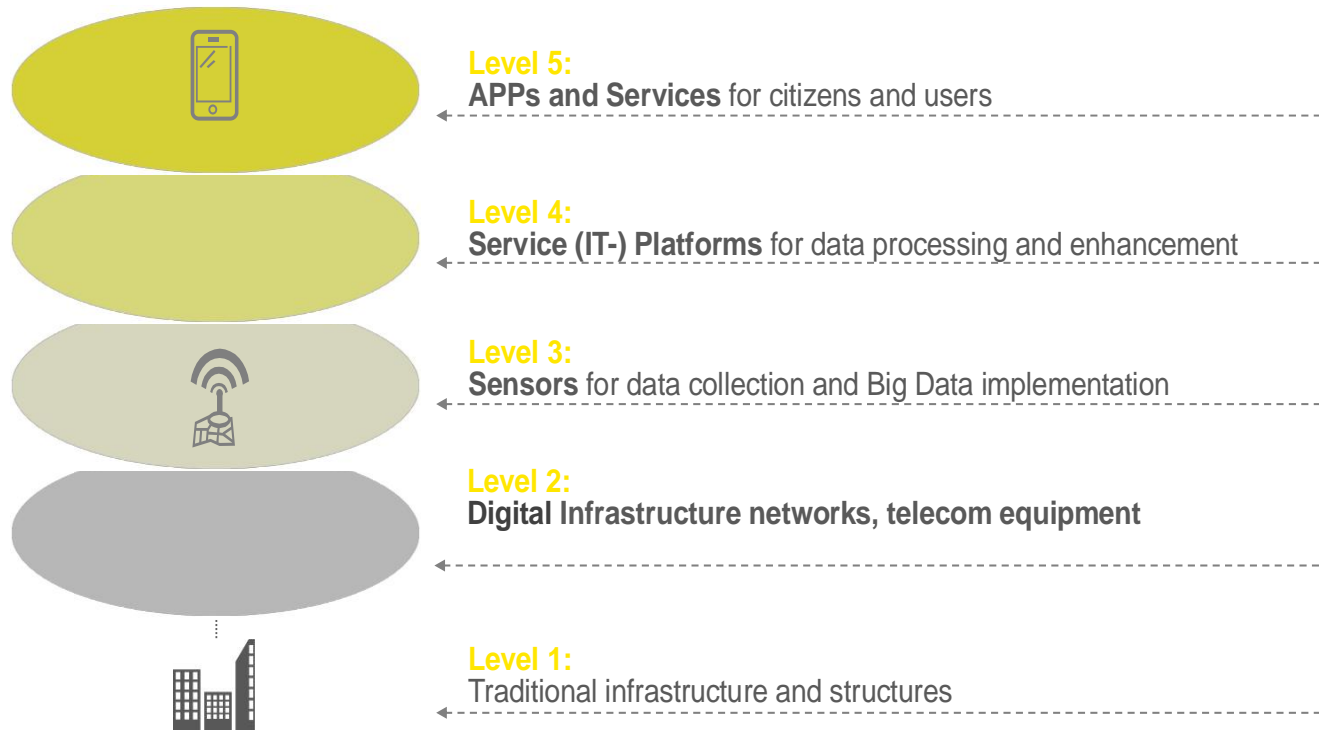 Level 5:
APPs and Services for citizens and users
Level 4:
Service (IT-) Platforms for data processing and enhancement
Level 3:
Sensors for data collection and Big Data implementation
Level 2:
Digital Infrastructure networks, telecom equipment
Level 1:
Traditional infrastructure and structures